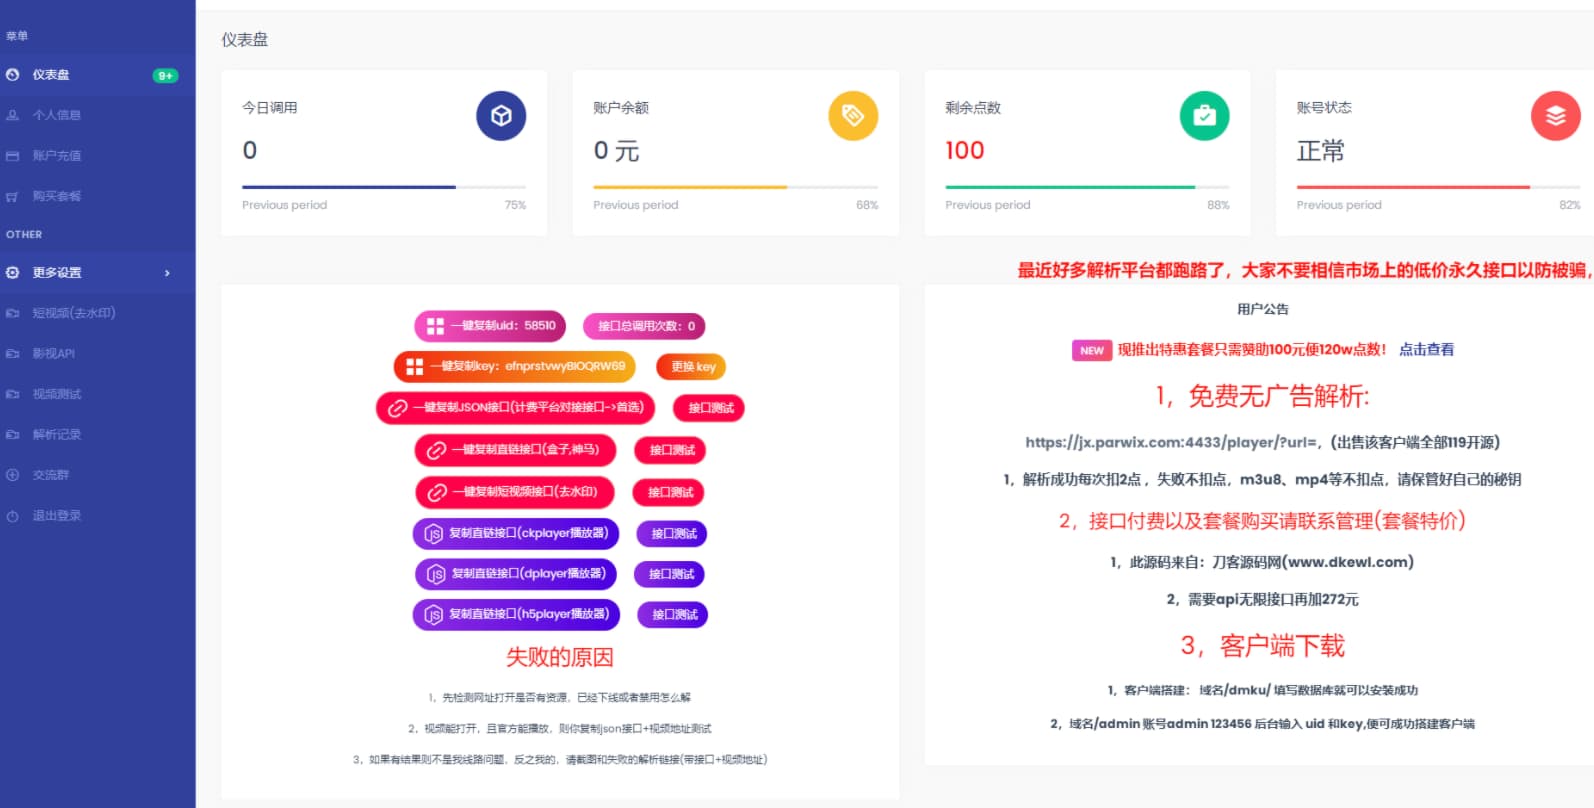 菜单
仪表盘 9+
个人信息
账户充值
购买套餐
OTHER
更多设置
短视频(去水印)
影视API
视频测试
解析记录
交流群
退出登录
仪表盘
今日调用
0
Previous period 75%
账户余额
0 元
Previous period 68%
剩余点数
100
Previous period 88%
账号状态
正常
Previous period 82%
最近好多解析平台都跑路了，大家不要相信市场上的低价永久接口以防被骗，
一键复制uid：58510 接口总调用次数：0
一键复制key：efnprstvwyBIOQRW69 更换 key
一键复制JSON接口(计费平台对接接口->首选) 接口测试
一键复制直链接口(盒子,神马) 接口测试
一键复制短视频接口(去水印) 接口测试
复制直链接口(ckplayer播放器) 接口测试
复制直链接口(dplayer播放器) 接口测试
复制直链接口(h5player播放器) 接口测试
失败的原因
1，先检测网址打开是否有资源，已经下线或者禁用怎么解
2，视频能打开，且官方能播放，则你复制json接口+视频地址测试
3，如果有结果则不是我线路问题，反之我的，请截图和失败的解析链接(带接口+视频地址)
用户公告
NEW 现推出特惠套餐只需赞助100元便120w点数！ 点击查看
1，免费无广告解析:
https://jx.parwix.com:4433/player/?url=，(出售该客户端全部119开源)
1，解析成功每次扣2点，失败不扣点，m3u8、mp4等不扣点，请保管好自己的秘钥
2，接口付费以及套餐购买请联系管理(套餐特价)
1，此源码来自：刀客源码网(www.dkewl.com)
2，需要api无限接口再加272元
3，客户端下载
1，客户端搭建： 域名/dmku/ 填写数据库就可以安装成功
2，域名/admin 账号admin 123456 后台输入 uid 和key,便可成功搭建客户端